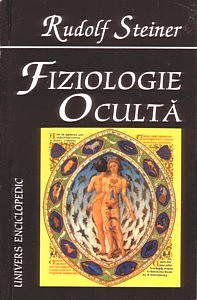 Rudolf Steiner
FIZIOLOGIE
OCULTĂ
UNIVERS ENCICLOPEDIC